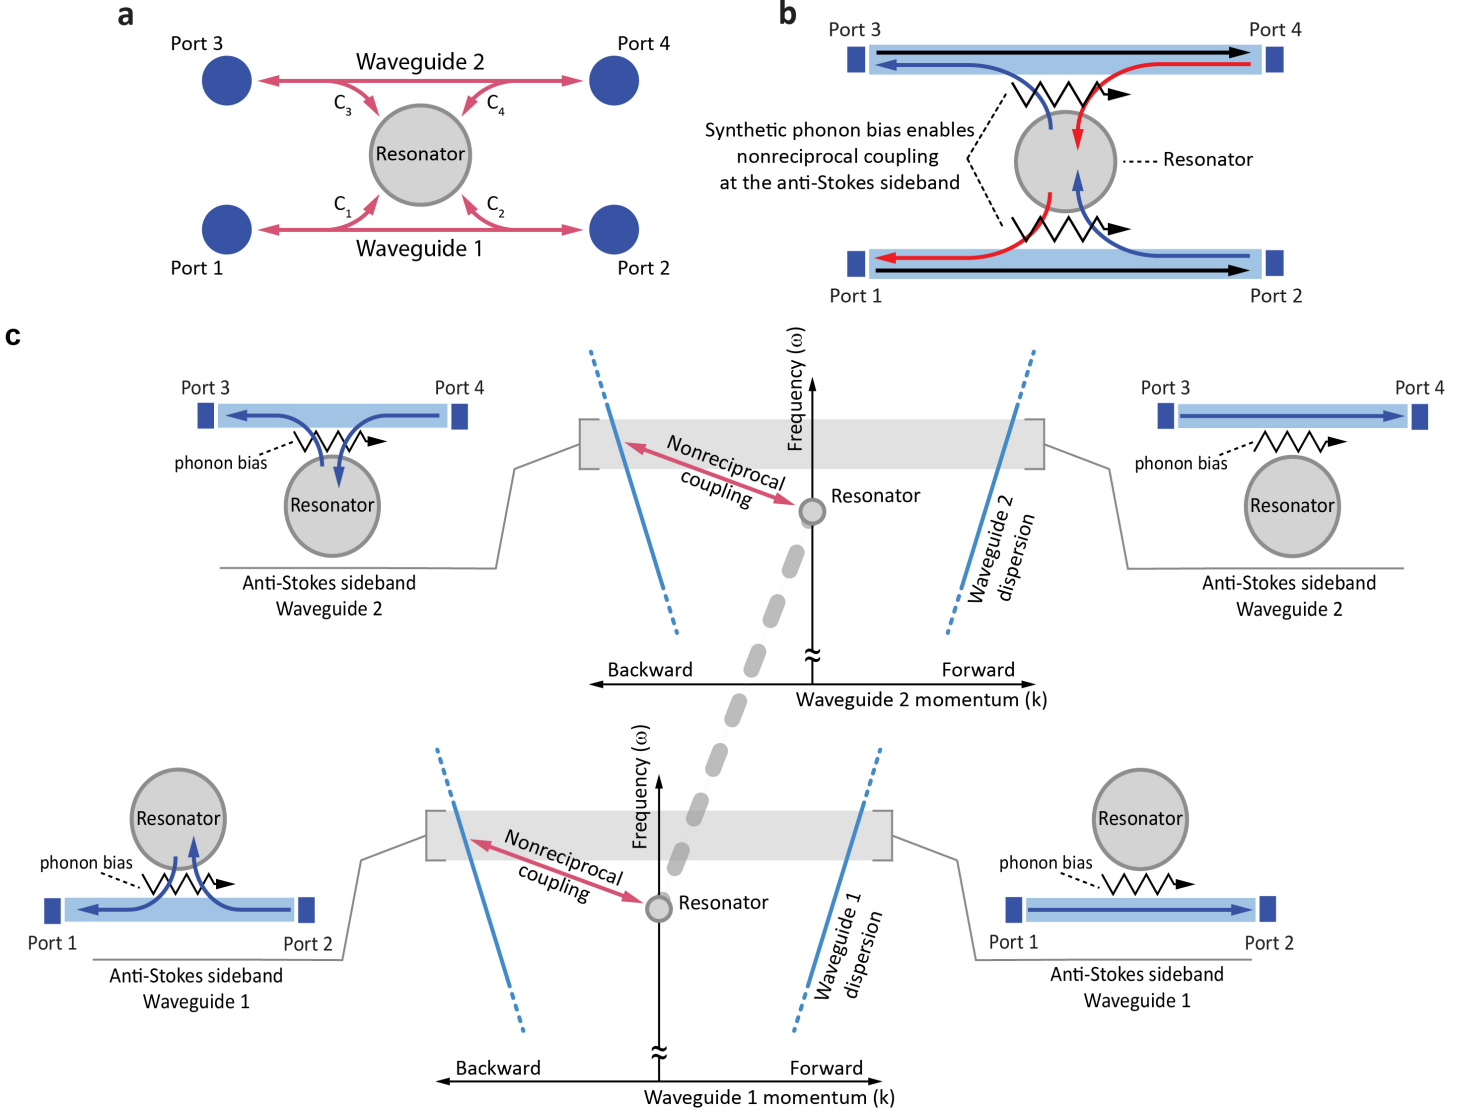 a
Port 3
Waveguide 2
Port 4
C3
C4
Resonator
C1
C2
Waveguide 1
Port 1
Port 2
b
Port 3
Port 4
Synthetic phonon bias enables
nonreciprocal coupling
at the anti-Stokes sideband
Resonator
Port 1
Port 2
c
Port 3
Port 4
phonon bias
Resonator
Anti-Stokes sideband
Waveguide 2
Frequency (ω)
Nonreciprocal
coupling
Resonator
Waveguide 2
dispersion
Backward
Forward
Waveguide 2 momentum (k)
Port 3
Port 4
phonon bias
Resonator
Anti-Stokes sideband
Waveguide 2
Resonator
phonon bias
Port 1
Port 2
Anti-Stokes sideband
Waveguide 1
Frequency (ω)
Nonreciprocal
coupling
Resonator
Waveguide 1
dispersion
Backward
Forward
Waveguide 1 momentum (k)
Resonator
phonon bias
Port 1
Port 2
Anti-Stokes sideband
Waveguide 1